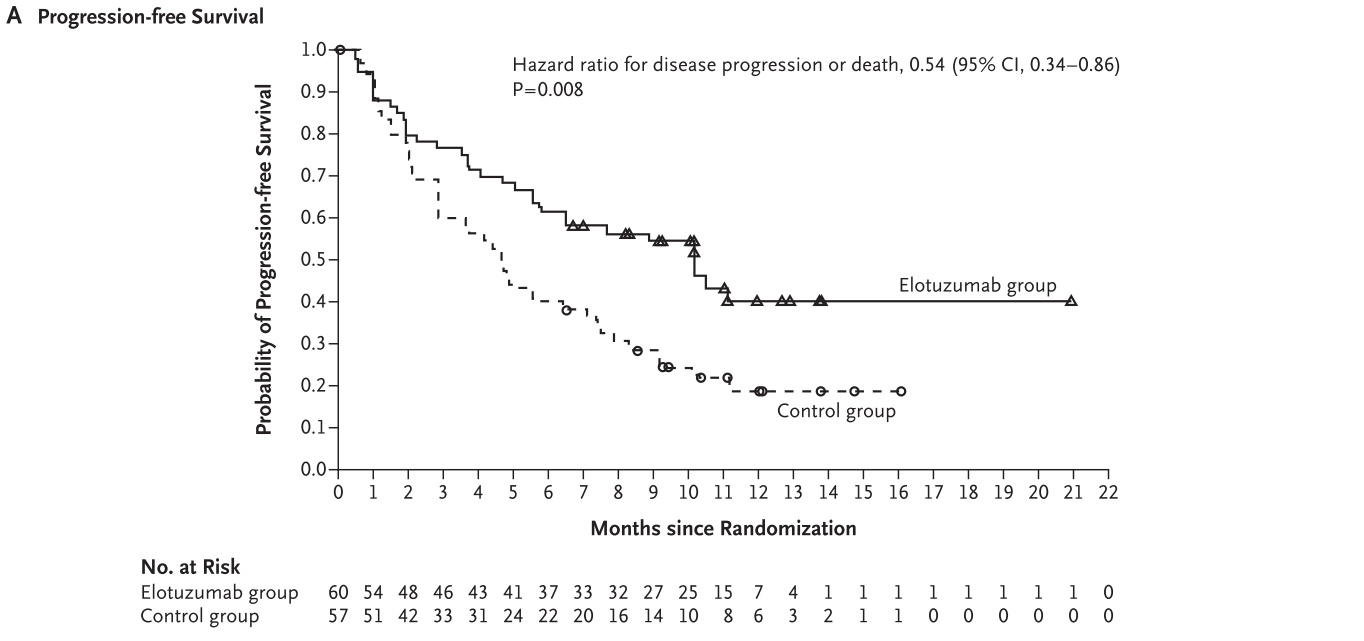 A Progression-free Survival
Hazard ratio for disease progression or death, 0.54 (95% CI, 0.34–0.86)
P=0.008
Probability of Progression-free Survival
1.0
0.9
0.8
0.7
0.6
0.5
0.4
0.3
0.2
0.1
0.0
Elotuzumab group
Control group
0 1 2 3 4 5 6 7 8 9 10 11 12 13 14 15 16 17 18 19 20 21 22
Months since Randomization
No. at Risk
Elotuzumab group 60 54 48 46 43 41 37 33 32 27 25 15 7 4 1 1 1 1 1 1 1 1 0
Control group 57 51 42 33 31 24 22 20 16 14 10 8 6 3 2 1 1 0 0 0 0 0 0